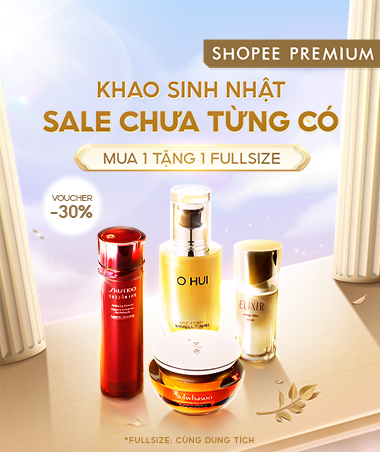 SHOPEE PREMIUM
KHAO SINH NHẬT
SALE CHƯA TỪNG CÓ
MUA 1 TẶNG 1 FULLSIZE
VOUCHER
-30%
O HUI
SHISEIDO
EUDERMINE
ELIXIR
Sulwhasoo
*FULLSIZE: CÙNG DUNG TÍCH